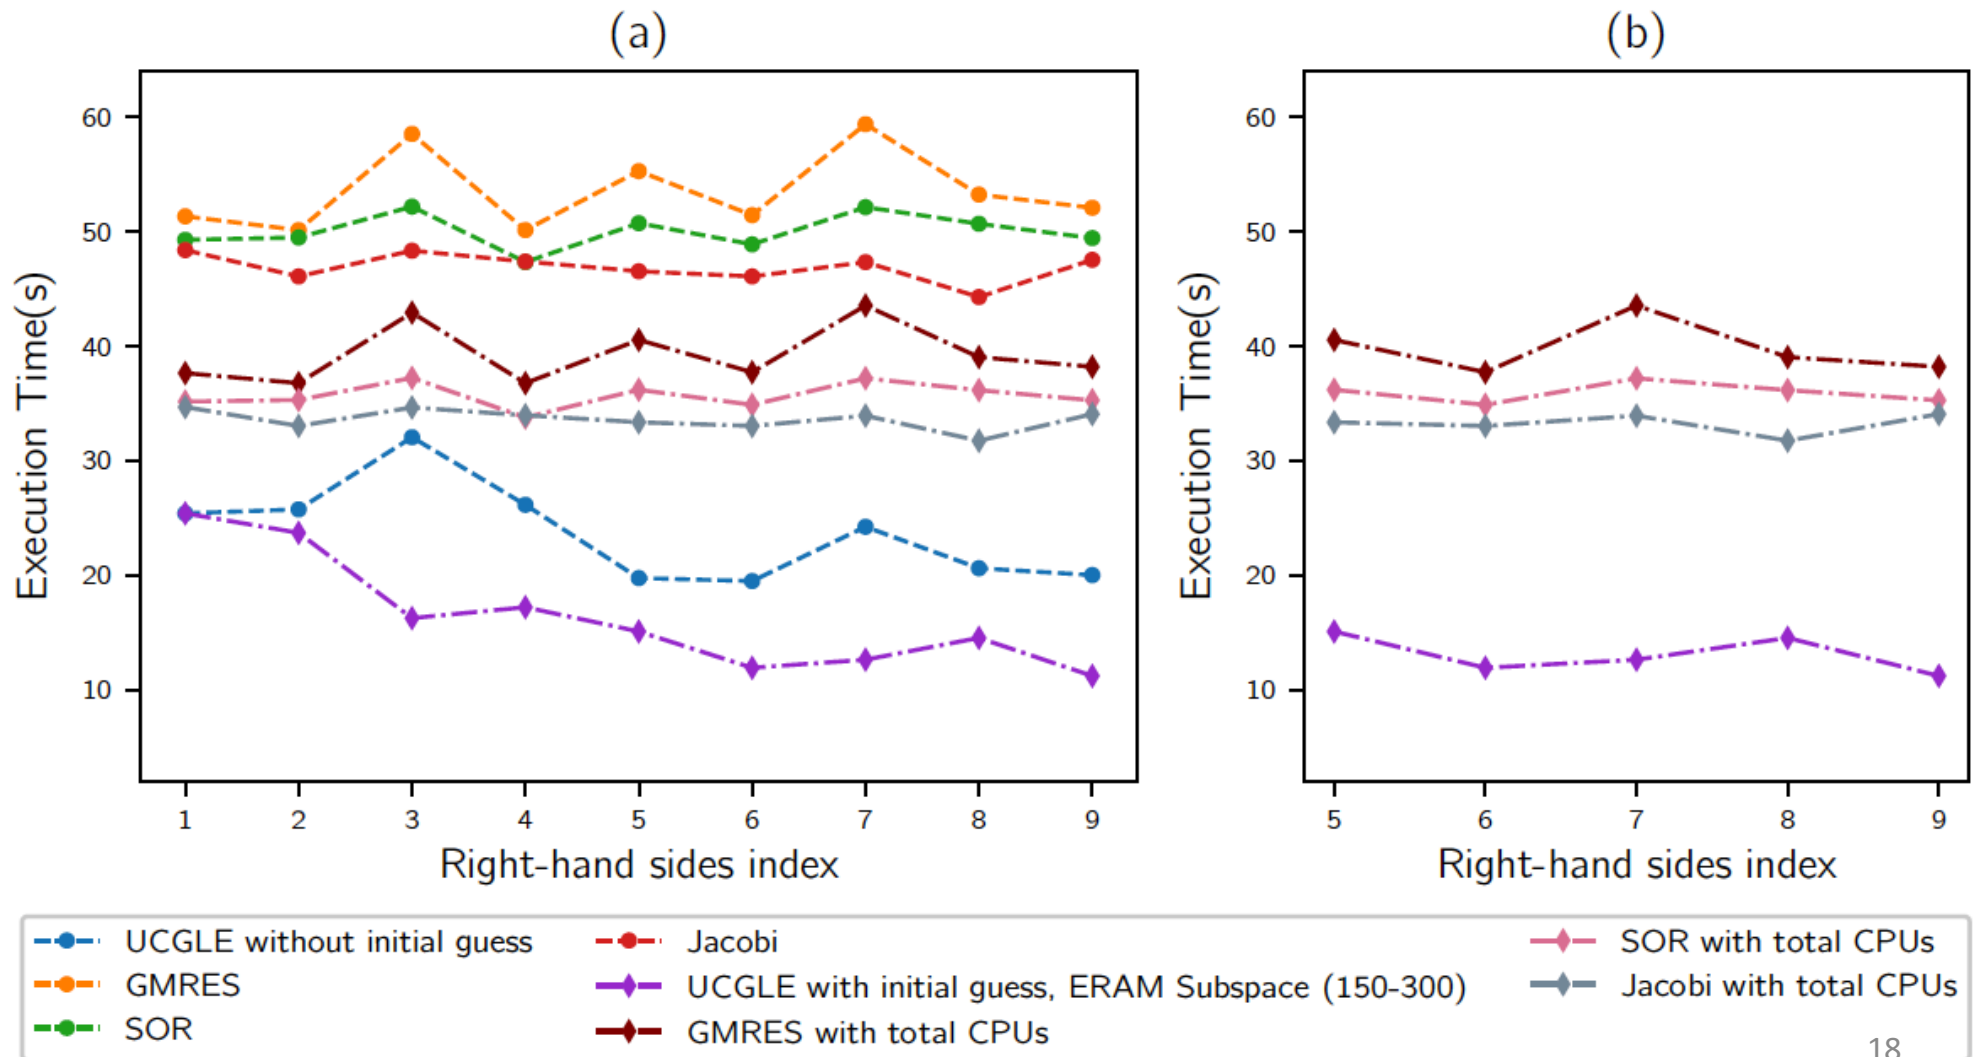 (a)
(b)
60
50
40
30
20
10
Execution Time(s)
1 2 3 4 5 6 7 8 9
Right-hand sides index
60
50
40
30
20
10
Execution Time(s)
5 6 7 8 9
Right-hand sides index
UCGLE without initial guess
GMRES
SOR
Jacobi
UCGLE with initial guess, ERAM Subspace (150-300)
GMRES with total CPUs
SOR with total CPUs
Jacobi with total CPUs
18